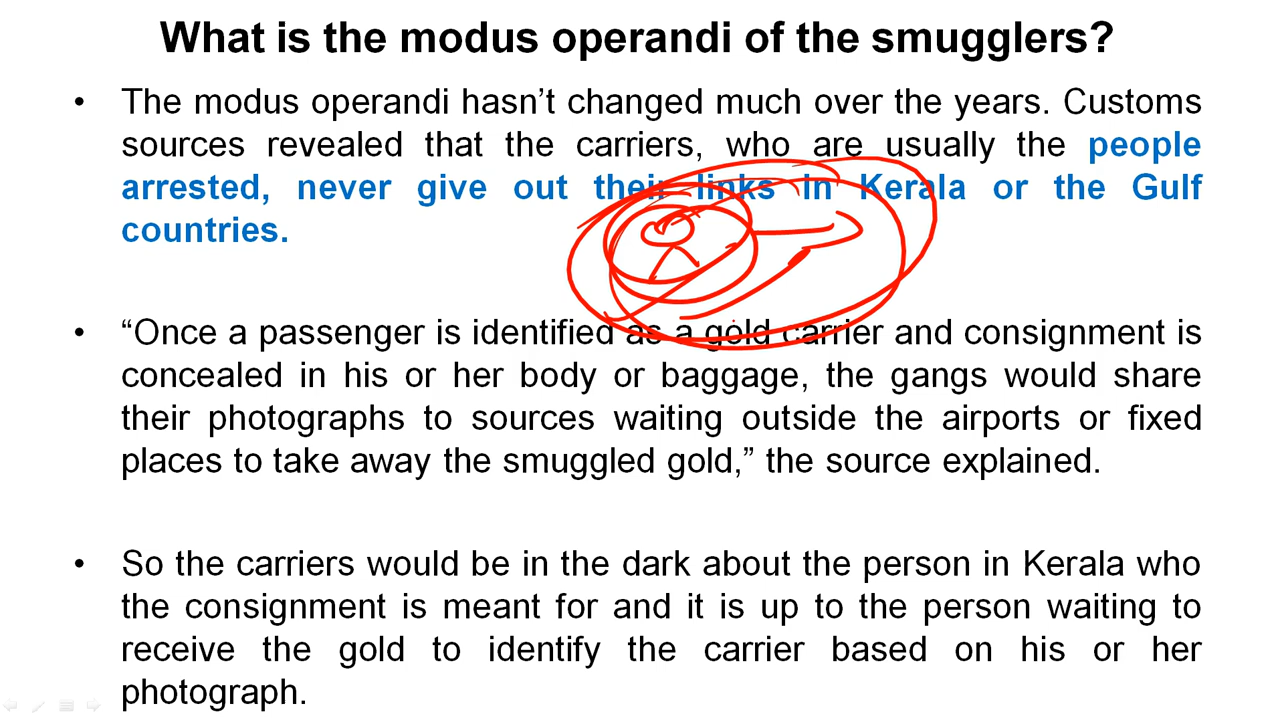 What is the modus operandi of the smugglers?
• The modus operandi hasn’t changed much over the years. Customs
sources revealed that the carriers, who are usually the people
arrested, never give out their links in Kerala or the Gulf
countries.
• “Once a passenger is identified as a gold carrier and consignment is
concealed in his or her body or baggage, the gangs would share
their photographs to sources waiting outside the airports or fixed
places to take away the smuggled gold,” the source explained.
• So the carriers would be in the dark about the person in Kerala who
the consignment is meant for and it is up to the person waiting to
receive the gold to identify the carrier based on his or her
photograph.